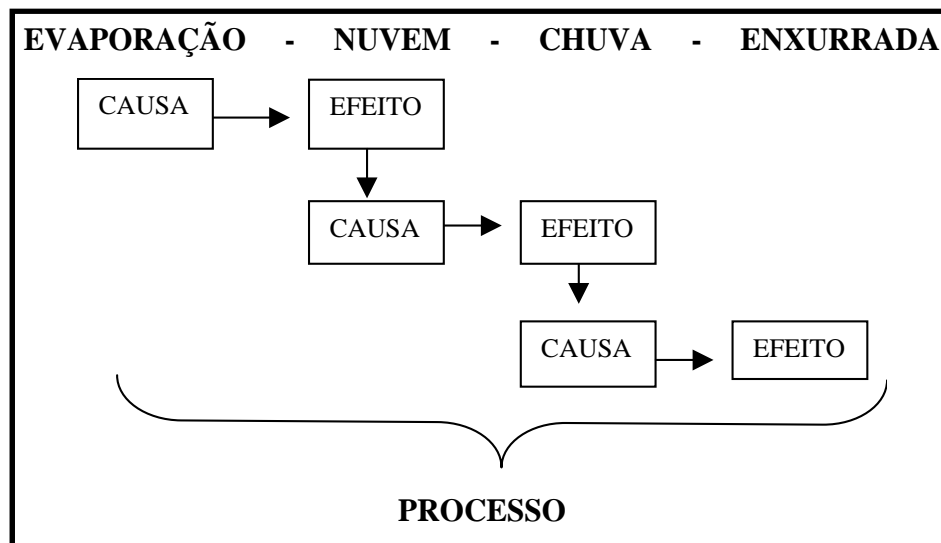 EVAPORAÇÃO - NUVEM - CHUVA - ENXURRADA
CAUSA EFEITO
CAUSA EFEITO
CAUSA EFEITO
PROCESSO